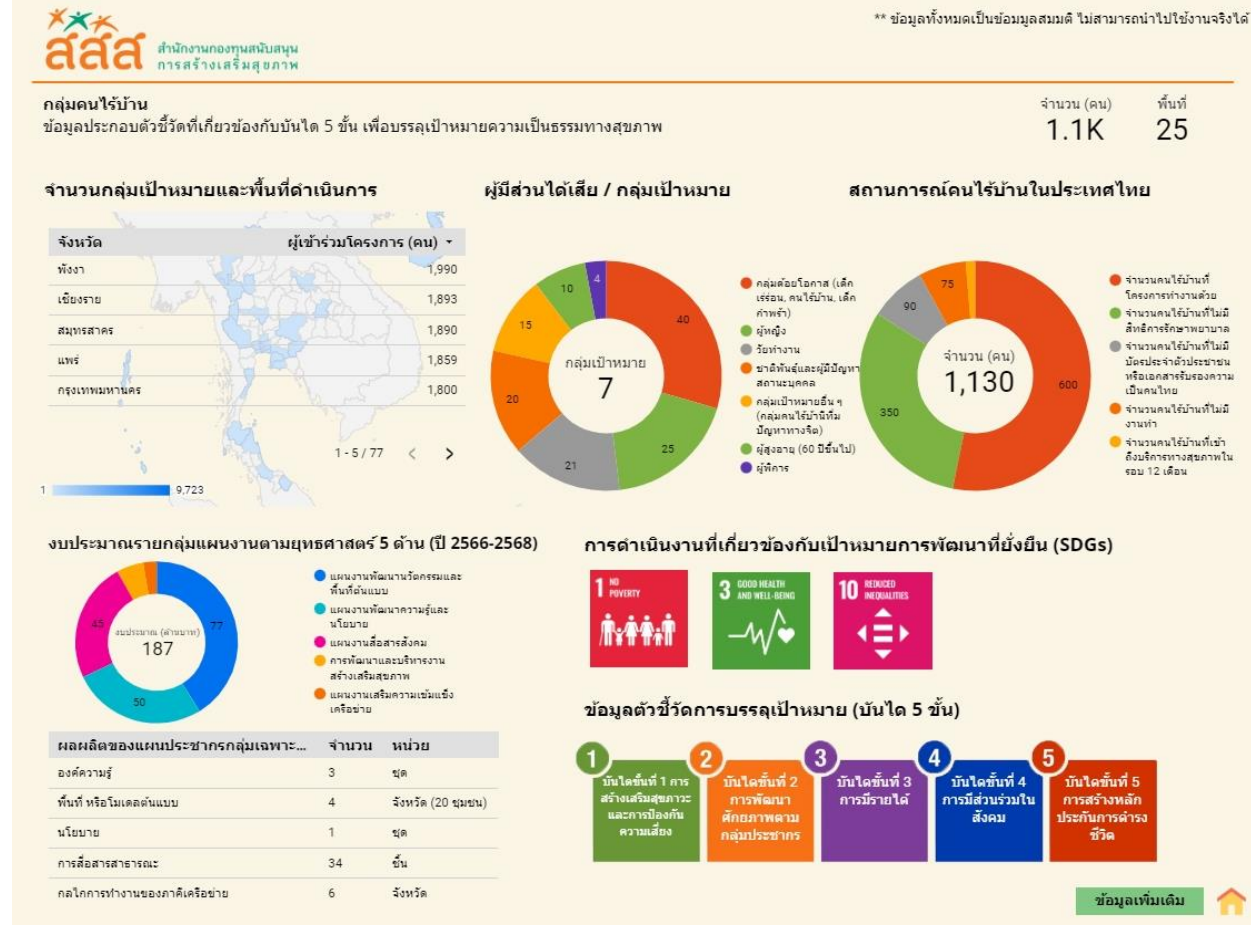 ** ข้อมูลทั้งหมดเป็นข้อมมูลสมมติ ไม่สามารถนำไปใช้งานจริงได้
สสส
สำนักงานกองทุนสนับสนุน
การสร้างเสริมสุขภาพ
กลุ่มคนไร้บ้าน
ข้อมูลประกอบตัวชี้วัดที่เกี่ยวข้องกับบันได 5 ขั้น เพื่อบรรลุเป้าหมายความเป็นธรรมทางสุขภาพ
จำนวน (คน)
1.1K
พื้นที่
25
จำนวนกลุ่มเป้าหมายและพื้นที่ดำเนินการ
จังหวัด ผู้เข้าร่วมโครงการ (คน)
พังงา 1,990
เชียงราย 1,893
สมุทรสาคร 1,890
แพร่ 1,859
กรุงเทพมหานคร 1,800
1 - 5 / 77 < >
1 9,723
ผู้มีส่วนได้เสีย / กลุ่มเป้าหมาย
กลุ่มเป้าหมาย
7
40
25
21
20
15
10
4
กลุ่มด้อยโอกาส (เด็ก
เร่ร่อน, คนไร้บ้าน, เด็ก
กำพร้า)
ผู้หญิง
วัยทำงาน
ชาติพันธุ์และผู้มีปัญหา
สถานะบุคคล
กลุ่มเป้าหมายอื่น ๆ
(กลุ่มคนไร้บ้านิที่ม
ปัญหาทางจิต)
ผู้สูงอายุ (60 ปีขึ้นไป)
ผู้พิการ
สถานการณ์คนไร้บ้านในประเทศไทย
จำนวน (คน)
1,130
600
350
90
75
จำนวนคนไร้บ้านที่
โครงการทำงานด้วย
จำนวนคนไร้บ้านที่ไม่มี
สิ้ทธิการรักษาพยาบาล
จำนวนคนไร้บ้านที่ไม่มี
บัตรประจำตัวประชาชน
หรือเอกสารรับรองความ
เป็นคนไทย
จำนวนคนไร้บ้านที่ไม่มี
งานทำ
จำนวนคนไร้บ้านที่เข้า
ถึงบริการทางสุขภาพใน
รอบ 12 เดือน
งบประมาณรายกลุ่มแผนงานตามยุทธศาสตร์ 5 ด้าน (ปี 2566-2568)
งบประมาณ (ล้านบาท)
187
77
50
45
แผนงานพัฒนานวัตกรรมและ
พื้นที่ต้นแบบ
แผนงานพัฒนาความรู้และ
นโยบาย
แผนงานสื่อสารสังคม
การพัฒนาและบริหารงาน
สร้างเสริมสุขภาพ
แผนงานเสริมความเข้มแข็ง
เครือข่าย
ผลผลิตของแผนประชากรกลุ่มเฉพาะ... จำนวน หน่วย
องค์ความรู้ 3 ชุด
พื้นที่ หรือโมเดลต้นแบบ 4 จังหวัด (20 ชุมชน)
นโยบาย 1 ชุด
การสื่อสารสาธารณะ 34 ชิ้น
กลไกการทำงานของภาคีเครือข่าย 6 จังหวัด
การดำเนินงานที่เกี่ยวข้องกับเป้าหมายการพัฒนาที่ยั่งยืน (SDGs)
1 NO
POVERTY
3 GOOD HEALTH
AND WELL-BEING
10 REDUCED
INEQUALITIES
ข้อมูลตัวชี้วัดการบรรลุเป้าหมาย (บันได 5 ขั้น)
1
บันไดขั้นที่ 1 การ
สร้างเสริมสุขภาวะ
และการป้องกัน
ความเสี่ยง
2
บันไดขั้นที่ 2
การพัฒนา
ศักยภาพตาม
กลุ่มประชากร
3
บันไดขั้นที่ 3
การมีรายได้
4
บันไดขั้นที่ 4
การมีส่วนร่วมใน
สังคม
5
บันไดขั้นที่ 5
การสร้างหลัก
ประกันการดำรง
ชีวิต
ข้อมูลเพิ่มเติม